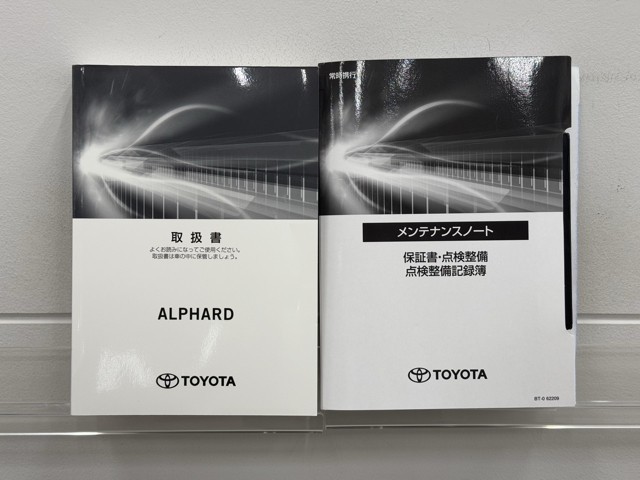 取扱書
よくお読みになってご使用ください。
取扱書は車の中に保管しましょう。
ALPHARD
TOYOTA
常時携行
メンテナンスノート
保証書・点検整備
点検整備記録簿
TOYOTA
BT-0 62208